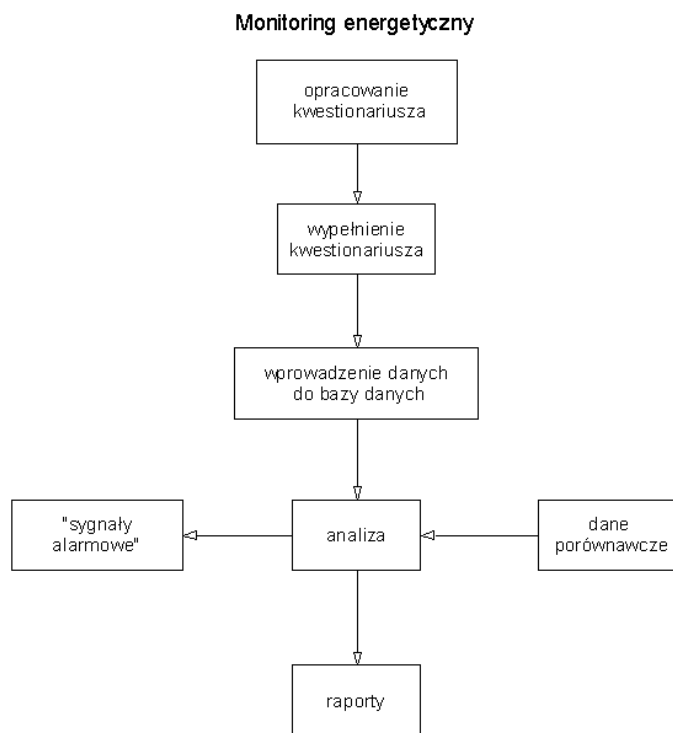 Monitoring energetyczny
opracowanie
kwestionariusza
wypełnienie
kwestionariusza
wprowadzenie danych
do bazy danych
"sygnały
alarmowe"
analiza
dane
porównawcze
raporty